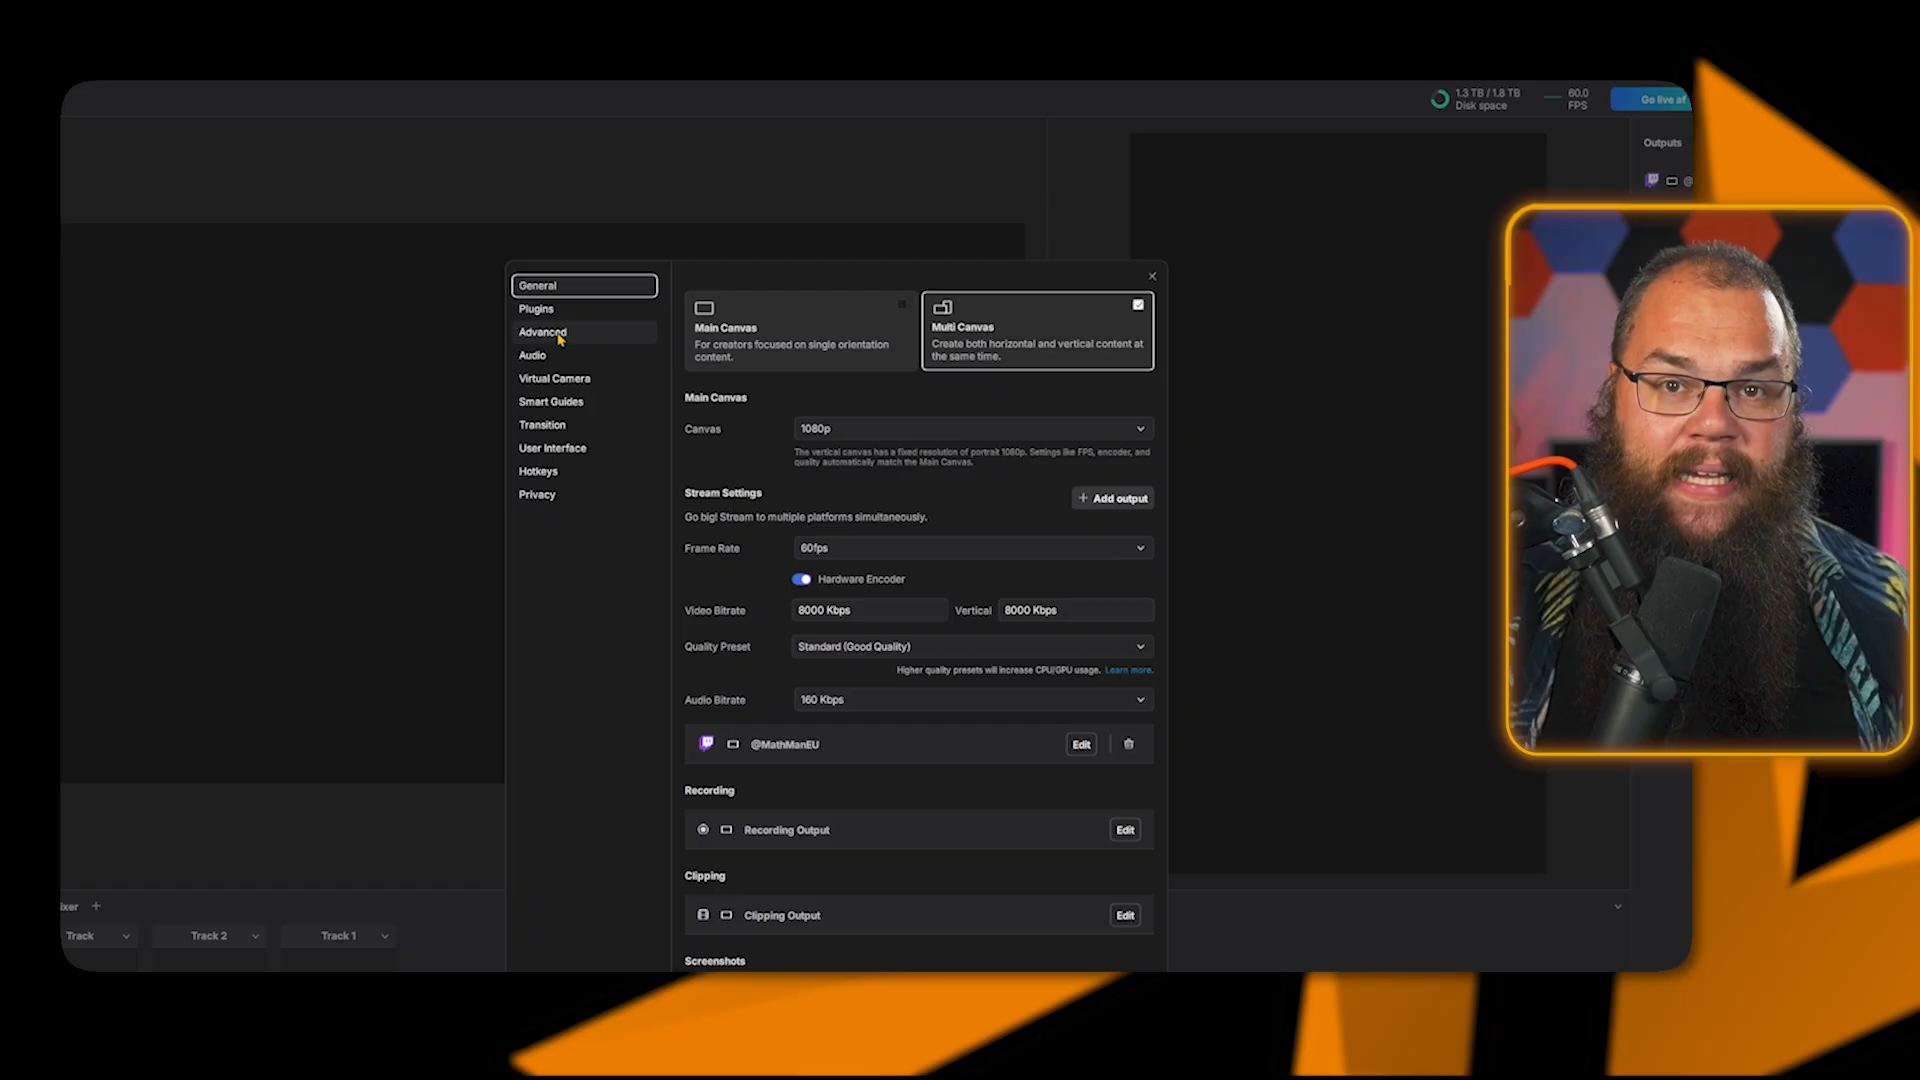 1.3 TB / 1.8 TB
Disk space
60.0
FPS
Go live
Outputs
General
Plugins
Advanced
Audio
Virtual Camera
Smart Guides
Transition
User Interface
Hotkeys
Privacy
Main Canvas
For creators focused on single orientation
content.
Multi Canvas
Create both horizontal and vertical content at
the same time.
Main Canvas
Canvas
1080p
The vertical canvas has a fixed resolution of portrait 1080p. Settings like FPS, encoder, and
quality automatically match the Main Canvas.
Stream Settings
+ Add output
Go big! Stream to multiple platforms simultaneously.
Frame Rate
60fps
Hardware Encoder
Video Bitrate
8000 Kbps
Vertical
8000 Kbps
Quality Preset
Standard (Good Quality)
Higher quality presets will increase CPU/GPU usage. Learn more.
Audio Bitrate
160 Kbps
@MathManEU
Edit
Recording
Recording Output
Edit
Clipping
Clipping Output
Edit
Screenshots
ixer +
Track
Track 2
Track 1